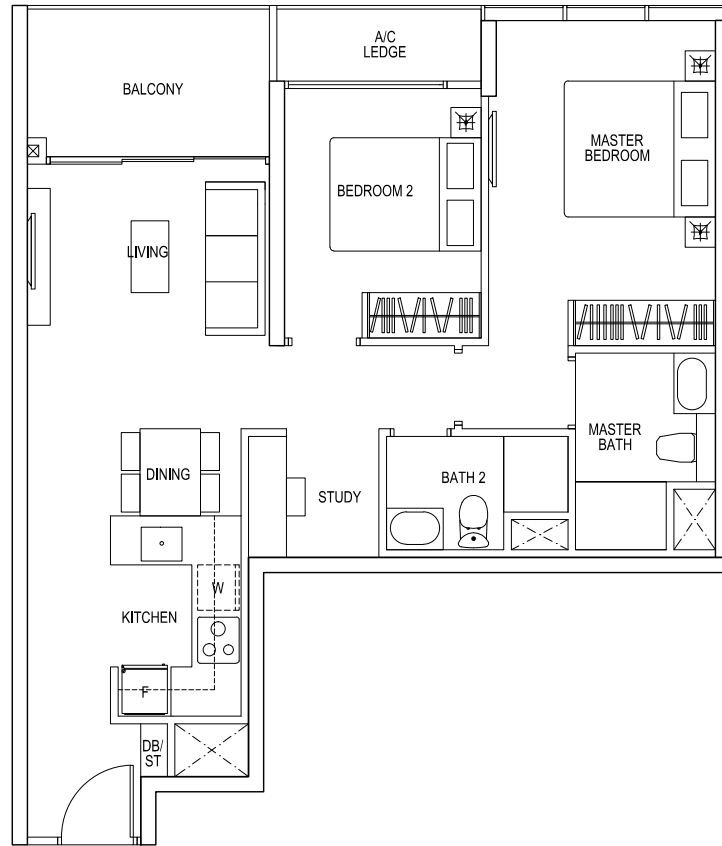 A/C
LEDGE
BALCONY
MASTER
BEDROOM
BEDROOM 2
LIVING
MASTER
BATH
DINING
BATH 2
STUDY
W
KITCHEN
F
DB/
ST